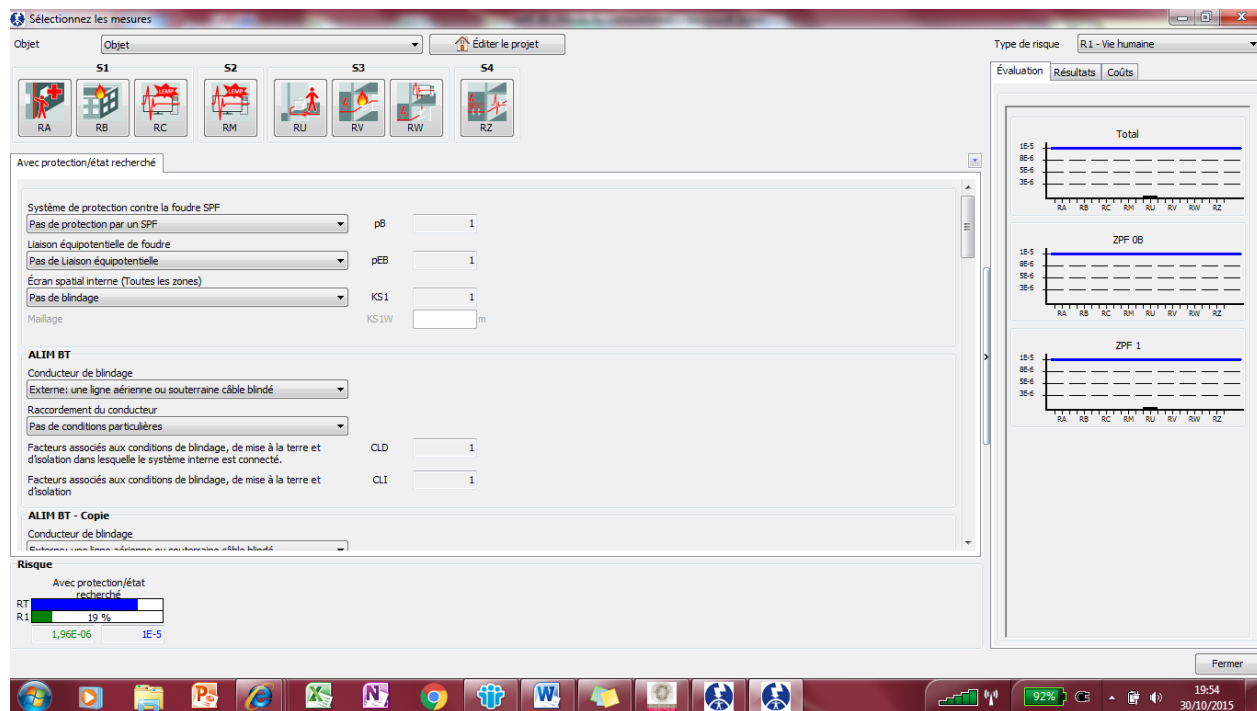 Sélectionnez les mesures
Objet
Objet
Éditer le projet
Type de risque
R1 - Vie humaine
S1
S2
S3
S4
RA
RB
LEMP
RC
LEMP
RM
RU
RV
RW
RZ
Évaluation
Résultats
Coûts
Avec protection/état recherché
Système de protection contre la foudre SPF
Pas de protection par un SPF
pB
1
Liaison équipotentielle de foudre
Pas de Liaison équipotentielle
pEB
1
Écran spatial interne (Toutes les zones)
Pas de blindage
KS1
1
Maillage
KS1W
m
ALIM BT
Conducteur de blindage
Externe: une ligne aérienne ou souterraine câble blindé
Raccordement du conducteur
Pas de conditions particulières
Facteurs associés aux conditions de blindage, de mise à la terre et
d'isolation dans lesquelle le système interne est connecté.
CLD
1
Facteurs associés aux conditions de blindage, de mise à la terre et
d'isolation
CLI
1
ALIM BT - Copie
Conducteur de blindage
Externe: une ligne aérienne ou souterraine câble blindé
Total
1E-5
8E-6
5E-6
3E-6
RA RB RC RM RU RV RW RZ
ZPF 0B
1E-5
8E-6
5E-6
3E-6
RA RB RC RM RU RV RW RZ
ZPF 1
1E-5
8E-6
5E-6
3E-6
RA RB RC RM RU RV RW RZ
Risque
Avec protection/état
recherché
RT
R1
19 %
1,96E-06
1E-5
Fermer
92%
19:54
30/10/2015